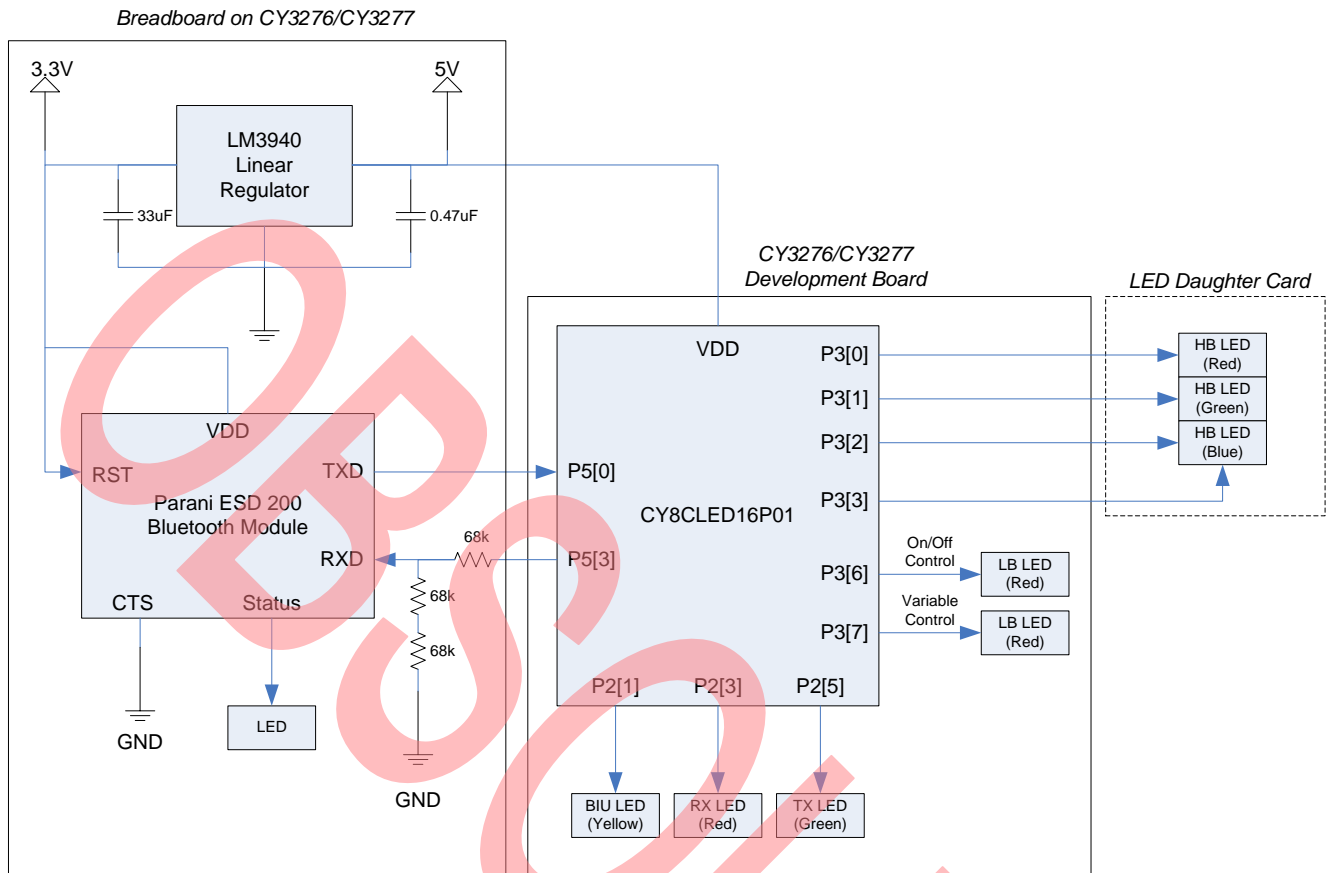 Breadboard on CY3276/CY3277
3.3V
5V
LM3940
Linear
Regulator
33uF
0.47uF
CY3276/CY3277
Development Board
LED Daughter Card
VDD
P3[0]
HB LED
(Red)
P3[1]
HB LED
(Green)
P3[2]
HB LED
(Blue)
P3[3]
VDD
RST
TXD
P5[0]
Parani ESD 200
Bluetooth Module
CY8CLED16P01
RXD
68k
P5[3]
On/Off
Control
P3[6]
LB LED
(Red)
68k
68k
Variable
Control
P3[7]
LB LED
(Red)
CTS
Status
P2[1]
P2[3]
P2[5]
GND
LED
GND
BIU LED
(Yellow)
RX LED
(Red)
TX LED
(Green)
OBSOL